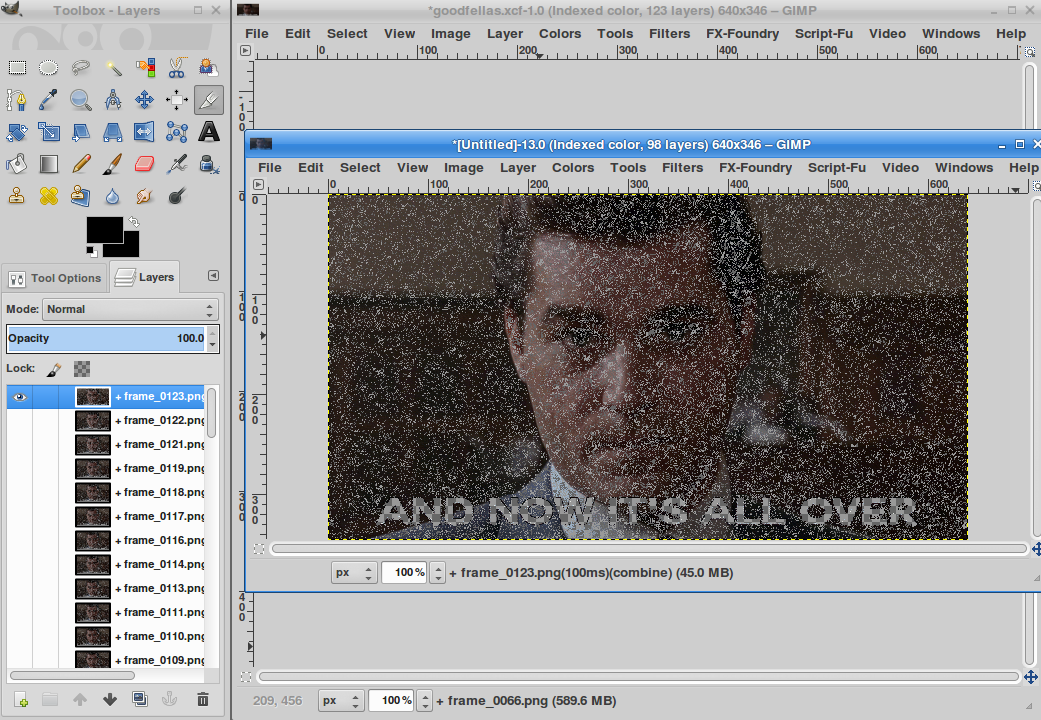 Toolbox - Layers
*goodfellas.xcf-1.0 (Indexed color, 123 layers) 640x346 – GIMP
File Edit Select View Image Layer Colors Tools Filters FX-Foundry Script-Fu Video Windows Help
0 100 200 300 400 500 600
*[Untitled]-13.0 (Indexed color, 98 layers) 640x346 – GIMP
File Edit Select View Image Layer Colors Tools Filters FX-Foundry Script-Fu Video Windows Help
0 100 200 300 400 500 600
Tool Options Layers
Mode: Normal
Opacity 100.0
Lock:
+ frame_0123.png
+ frame_0122.png
+ frame_0121.png
+ frame_0119.png
+ frame_0118.png
+ frame_0117.png
+ frame_0116.png
+ frame_0114.png
+ frame_0113.png
+ frame_0111.png
+ frame_0110.png
+ frame_0109.png
AND NOW IT'S ALL OVER
px 100% + frame_0123.png(100ms)(combine) (45.0 MB)
209, 456 px 100% + frame_0066.png (589.6 MB)